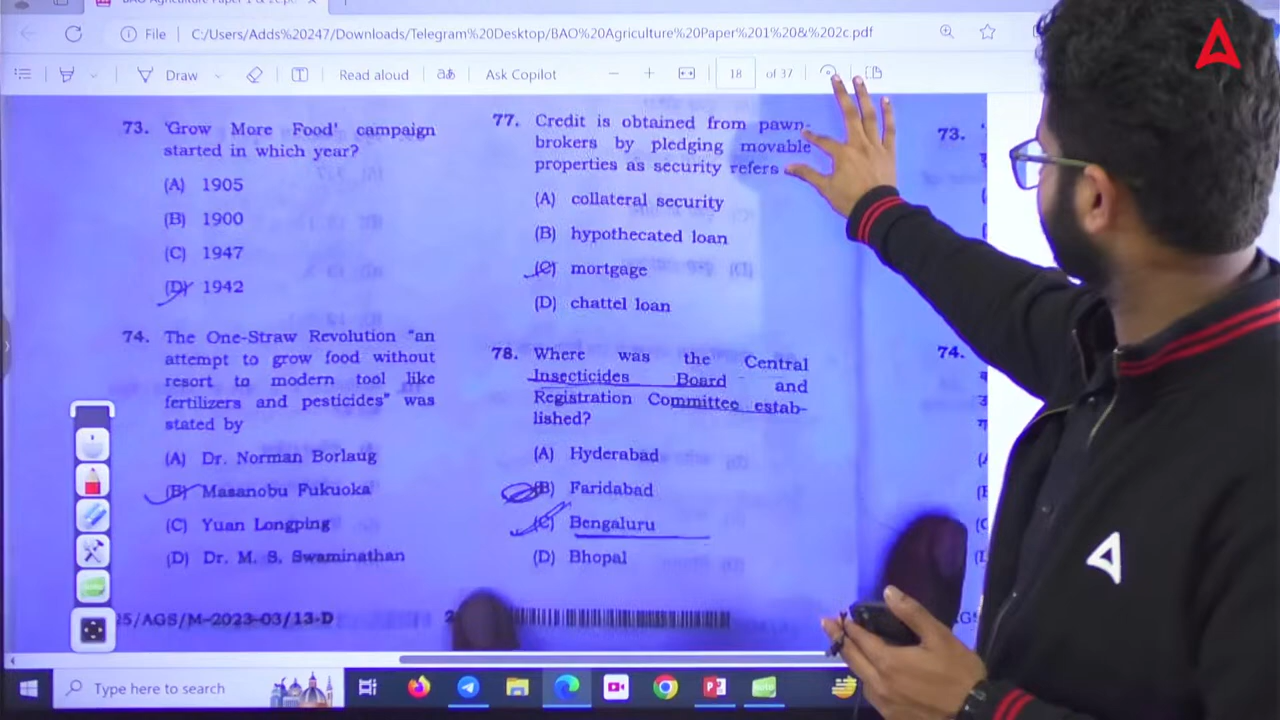 File
C:/Users/Adds%20247/Downloads/Telegram%20Desktop/BAO%20Agriculture%20Paper%201%20&%202c.pdf
Draw
Read aloud
Ask Copilot
18
of 37
73. 'Grow More Food' campaign
started in which year?
(A) 1905
(B) 1900
(C) 1947
(D) 1942
74. The One-Straw Revolution "an
attempt to grow food without
resort to modern tool like
fertilizers and pesticides" was
stated by
(A) Dr. Norman Borlaug
(B) Masanobu Fukuoka
(C) Yuan Longping
(D) Dr. M. S. Swaminathan
77. Credit is obtained from pawn-
brokers by pledging movable
properties as security refers
(A) collateral security
(B) hypothecated loan
(C) mortgage
(D) chattel loan
78. Where was the Central
Insecticides Board and
Registration Committee estab-
lished?
(A) Hyderabad
(B) Faridabad
(C) Bengaluru
(D) Bhopal
73.
74.
25/AGS/M-2023-03/13-D
Type here to search